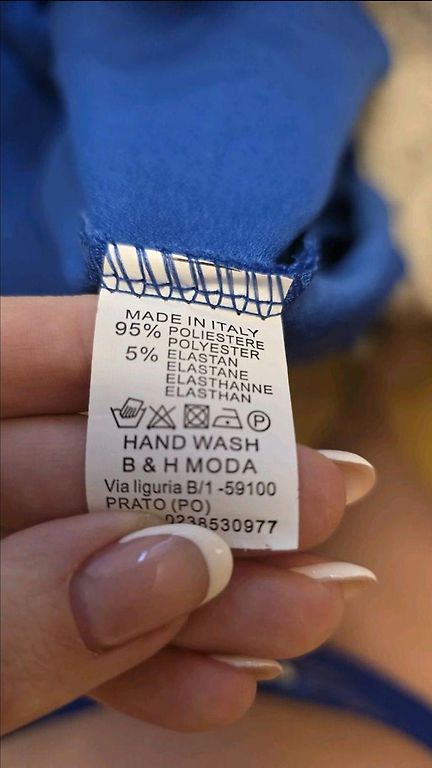 MADE IN ITALY
95% POLIESTERE
POLYESTER
5% ELASTAN
ELASTANE
ELASTHANNE
ELASTHAN
P
HAND WASH
B & H MODA
Via liguria B/1 -59100
PRATO (PO)
0238530977